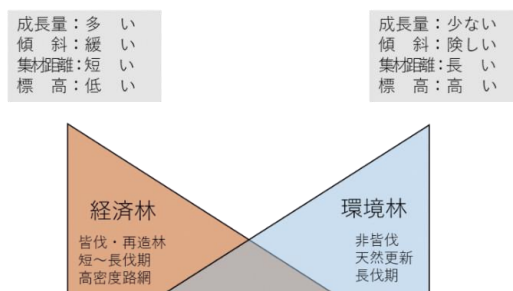 成長量：多　い
傾　斜：緩　い
集材距離：短　い
標　高：低　い
成長量：少ない
傾　斜：険しい
集材距離：長　い
標　高：高　い
経済林
皆伐・再造林
短～長伐期
高密度路網
環境林
非皆伐
天然更新
長伐期